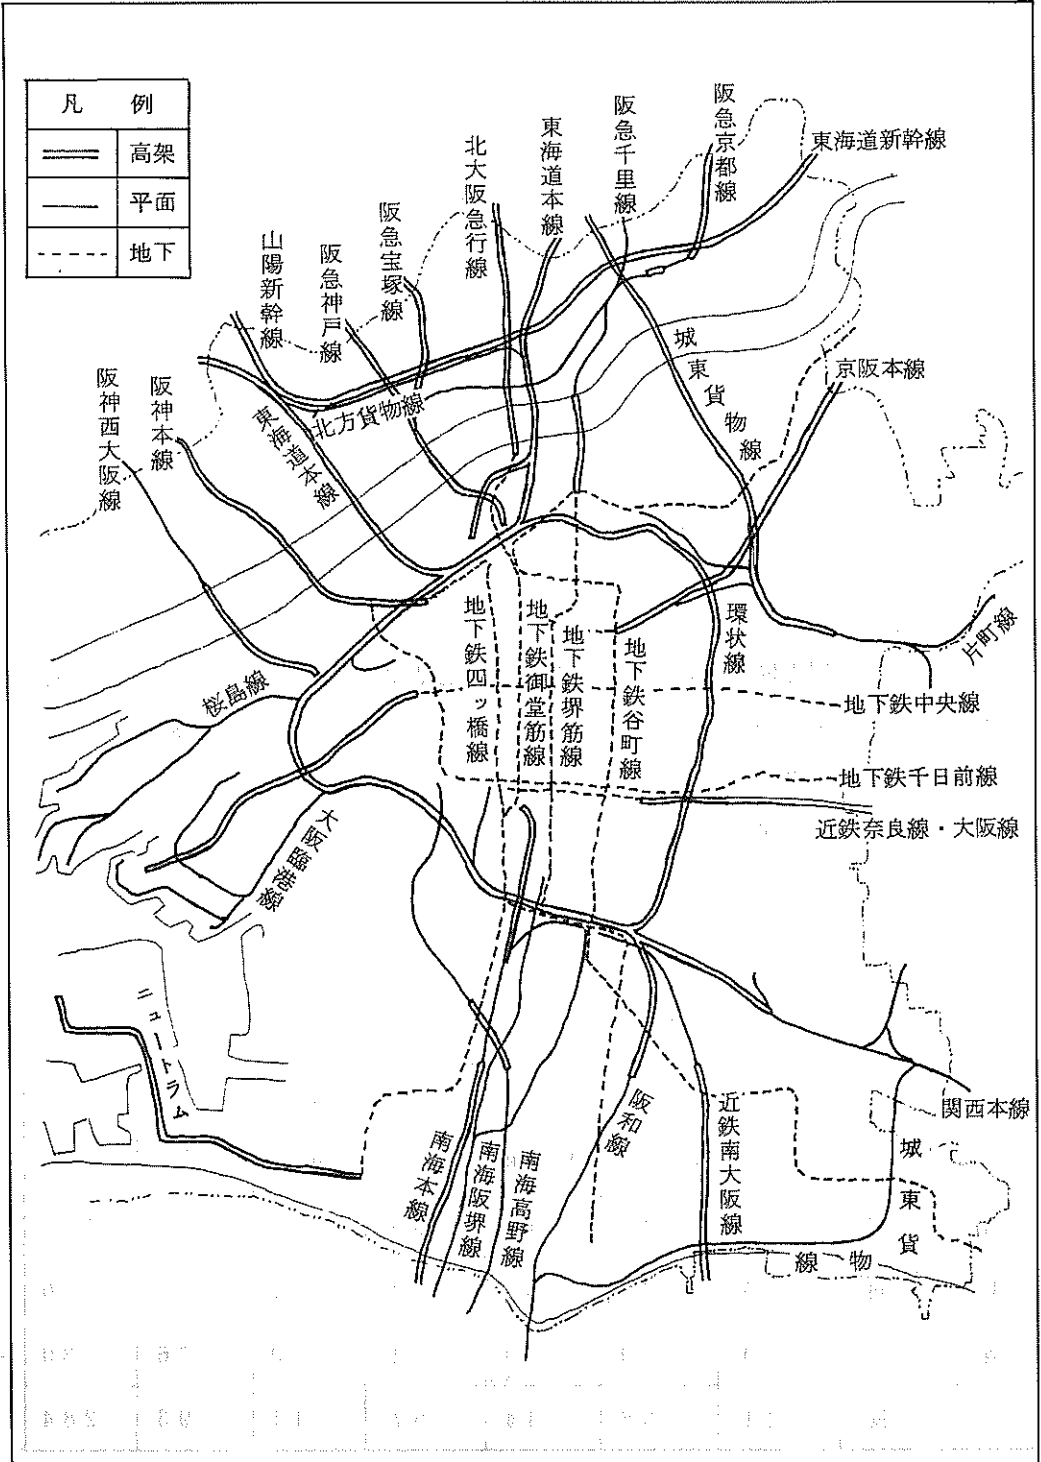 凡 例
高架
平面
地下
阪神西大阪線
阪神本線
山陽新幹線
阪急神戸線
阪急宝塚線
北大阪急行線
東海道本線
阪急千里線
阪急京都線
東海道新幹線
東海道本線
北方貨物線
城東貨物線
京阪本線
片町線
桜島線
地下鉄四ッ橋線
地下鉄御堂筋線
地下鉄堺筋線
地下鉄谷町線
環状線
地下鉄中央線
地下鉄千日前線
近鉄奈良線・大阪線
大阪臨港線
ニュートラム
南海本線
南海阪堺線
南海高野線
阪和線
近鉄南大阪線
関西本線
城東貨物線